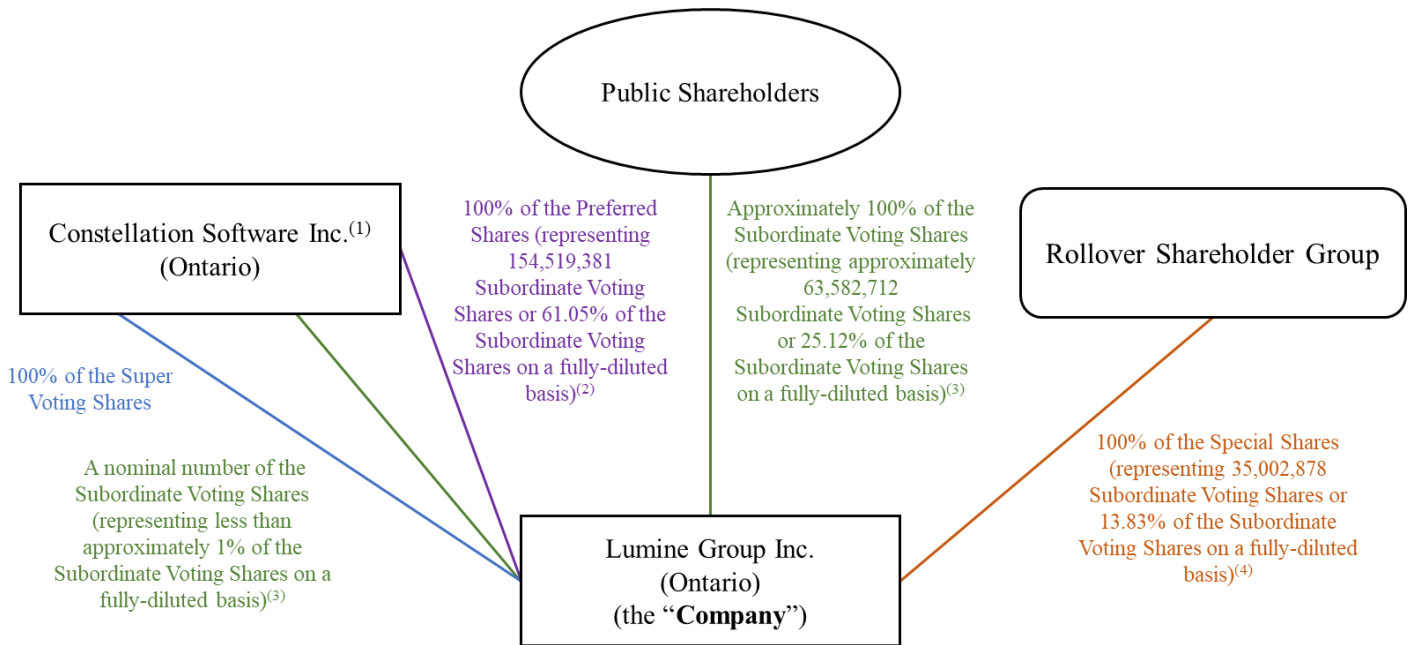 Public Shareholders
Constellation Software Inc.(1)
(Ontario)
100% of the Preferred
Shares (representing
154,519,381
Subordinate Voting
Shares or 61.05% of the
Subordinate Voting
Shares on a fully-diluted
basis)(2)
Approximately 100% of the
Subordinate Voting Shares
(representing approximately
63,582,712
Subordinate Voting Shares
or 25.12% of the
Subordinate Voting Shares
on a fully-diluted basis)(3)
Rollover Shareholder Group
100% of the Super
Voting Shares
A nominal number of the
Subordinate Voting Shares
(representing less than
approximately 1% of the
Subordinate Voting Shares on a
fully-diluted basis)(3)
100% of the Special Shares
(representing 35,002,878
Subordinate Voting Shares or
13.83% of the Subordinate
Voting Shares on a fully-diluted
basis)(4)
Lumine Group Inc.
(Ontario)
(the “Company”)